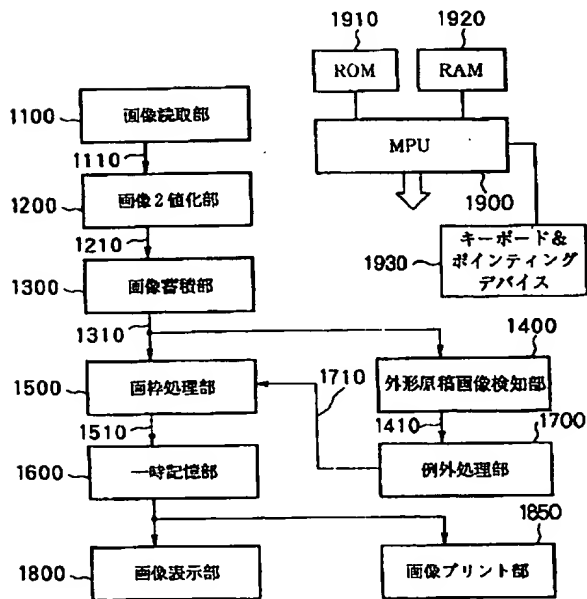 1910
1920
ROM
RAM
1100
画像読取部
1110
MPU
1900
1200
画像2値化部
1210
キーボード&
ポインティング
デバイス
1930
1300
画像蓄積部
1310
1400
1500
画枠処理部
1510
1710
外形原稿画像検知部
1410
1700
1600
一時記憶部
例外処理部
1850
1800
画像表示部
画像プリント部